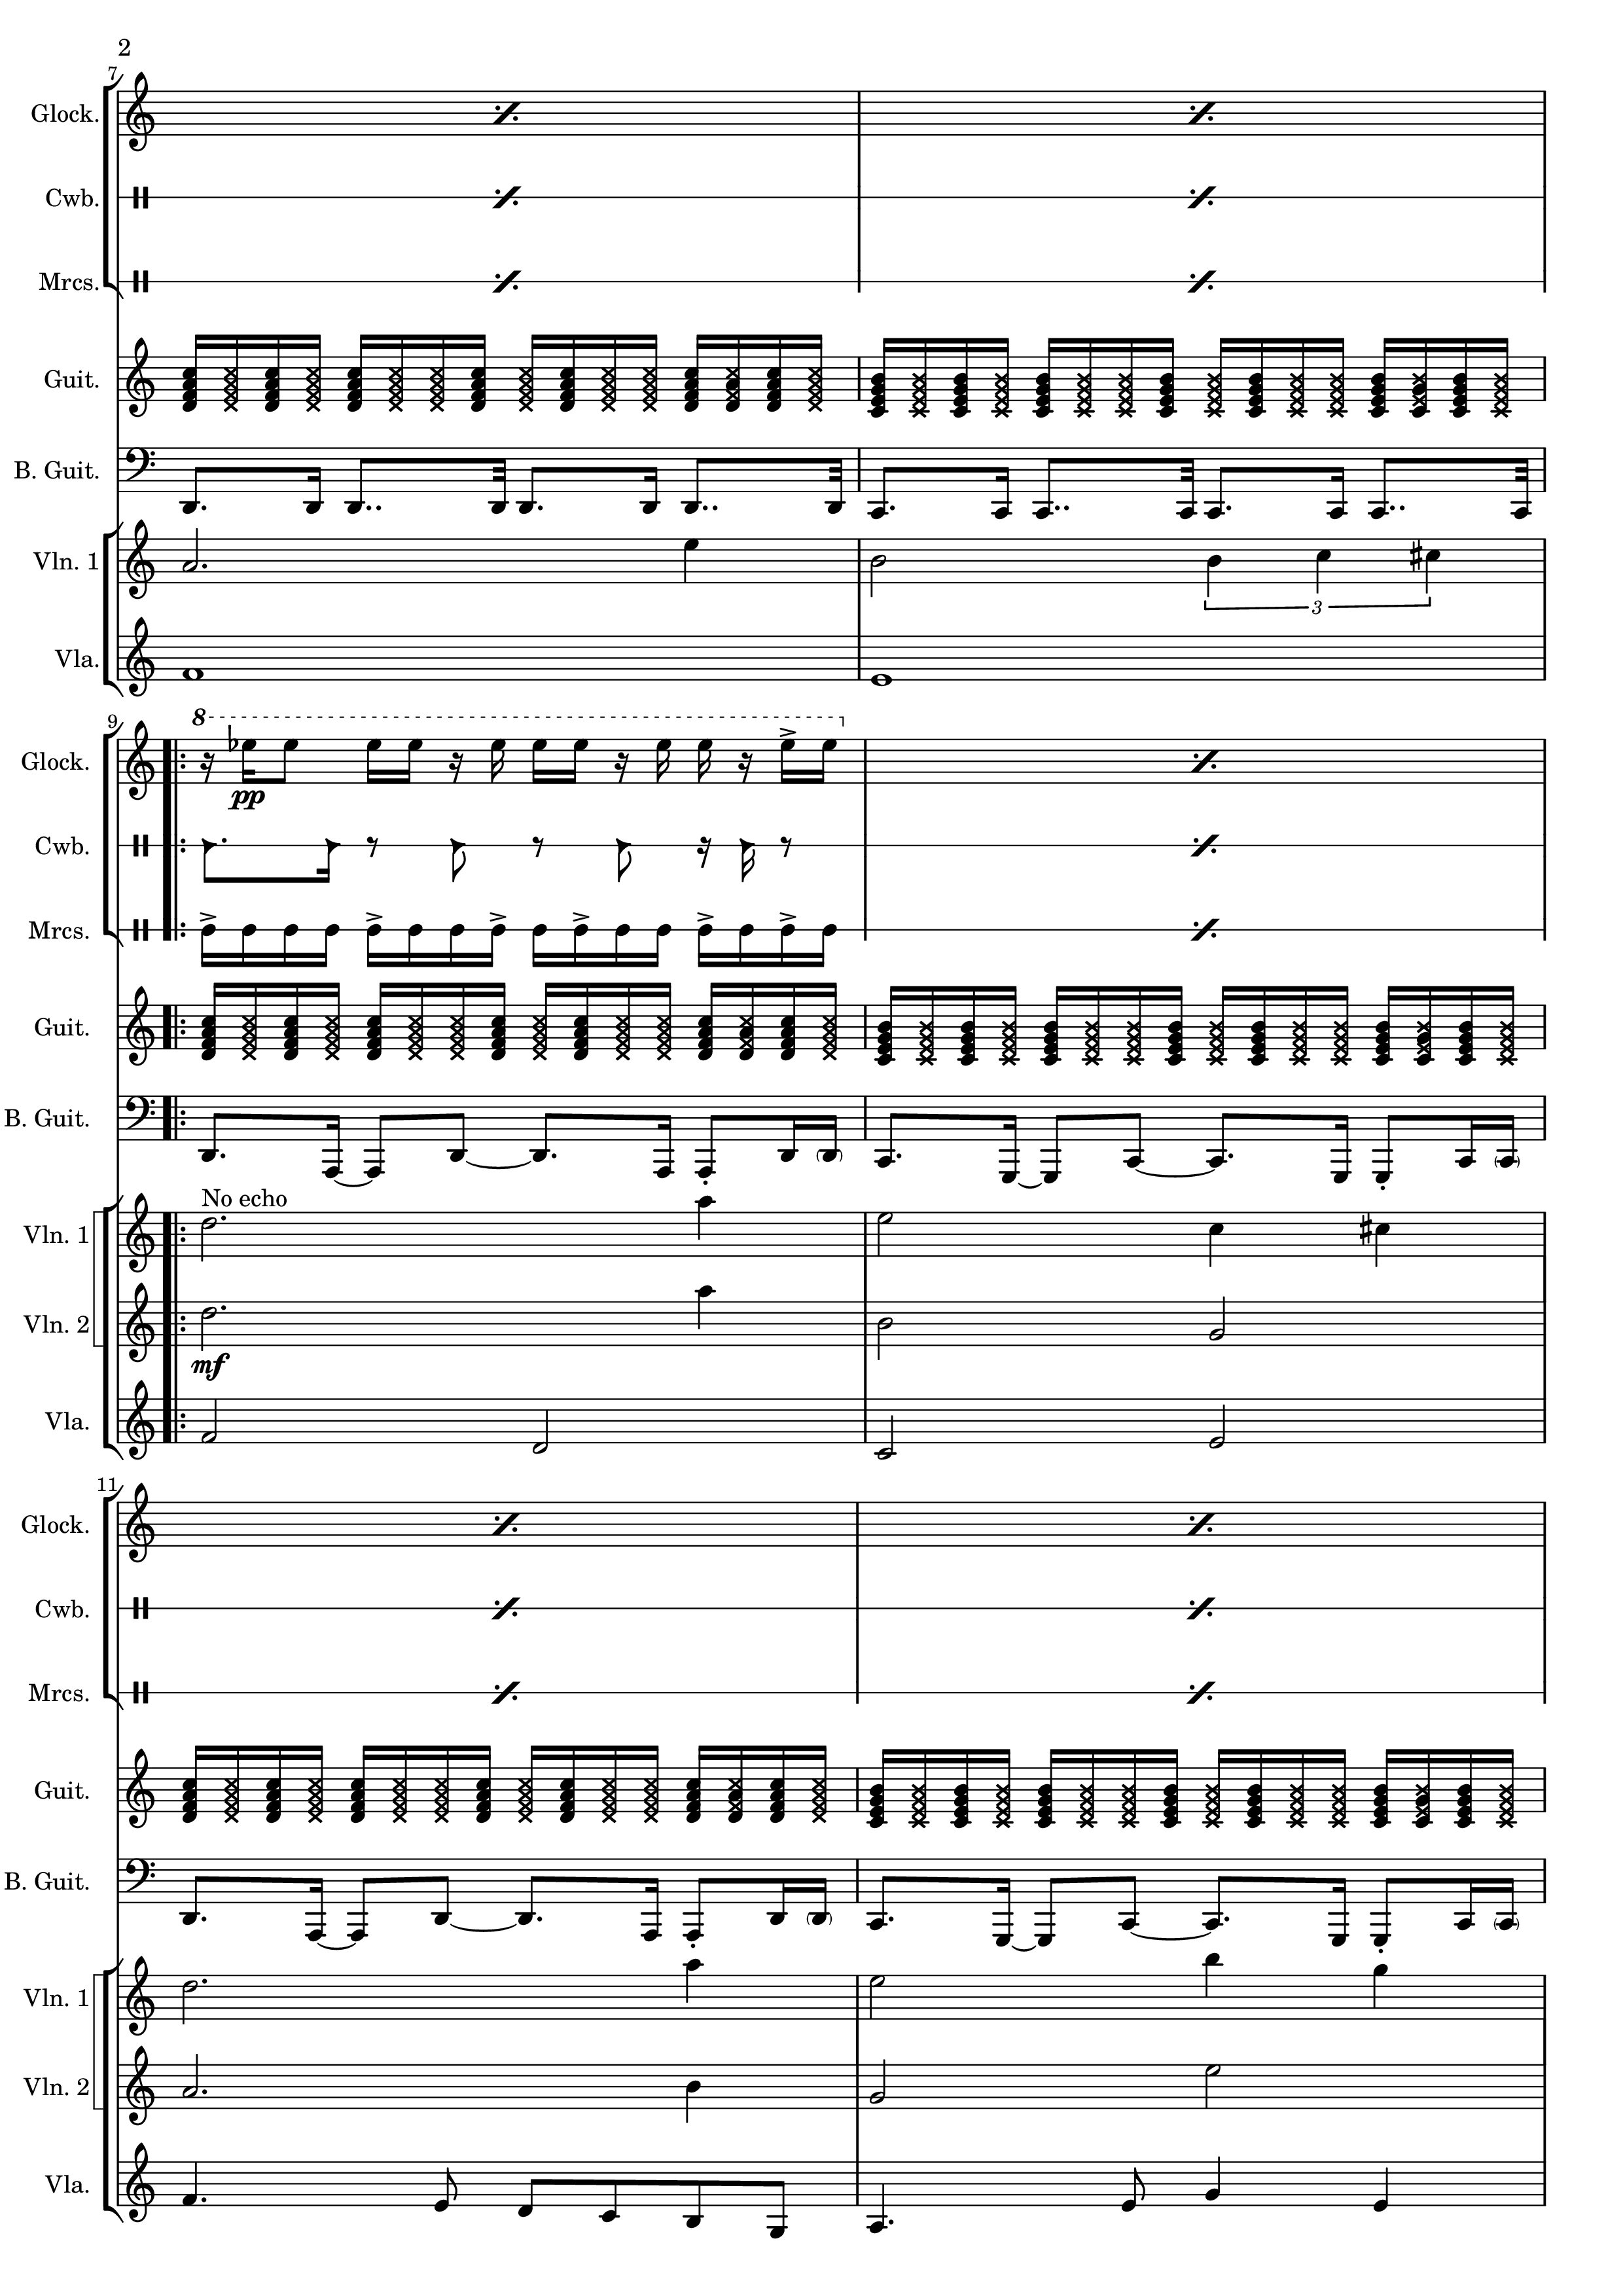 2
7
Glock.
Cwb.
Mrcs.
Guit.
B. Guit.
Vln. 1
3
Vla.
9
8
Glock.
pp
Cwb.
Mrcs.
Guit.
B. Guit.
No echo
Vln. 1
Vln. 2
mf
Vla.
11
Glock.
Cwb.
Mrcs.
Guit.
B. Guit.
Vln. 1
Vln. 2
Vla.